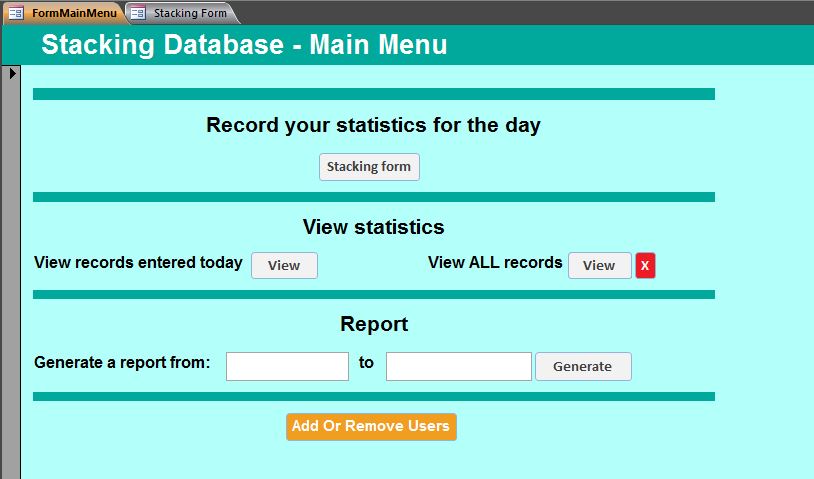 FormMainMenu Stacking Form
Stacking Database - Main Menu
Record your statistics for the day
Stacking form
View statistics
View records entered today View View ALL records View X
Report
Generate a report from: to Generate
Add Or Remove Users